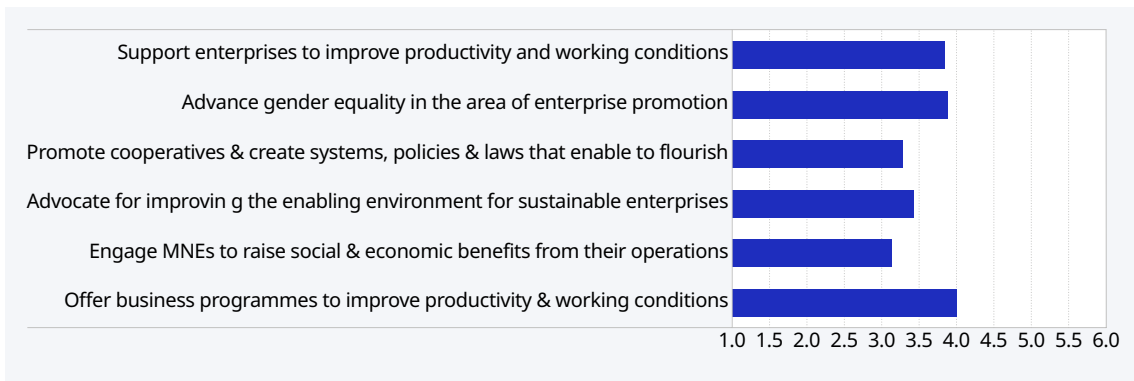 Support enterprises to improve productivity and working conditions
Advance gender equality in the area of enterprise promotion
Promote cooperatives & create systems, policies & laws that enable to flourish
Advocate for improvin g the enabling environment for sustainable enterprises
Engage MNEs to raise social & economic benefits from their operations
Offer business programmes to improve productivity & working conditions
1.0 1.5 2.0 2.5 3.0 3.5 4.0 4.5 5.0 5.5 6.0